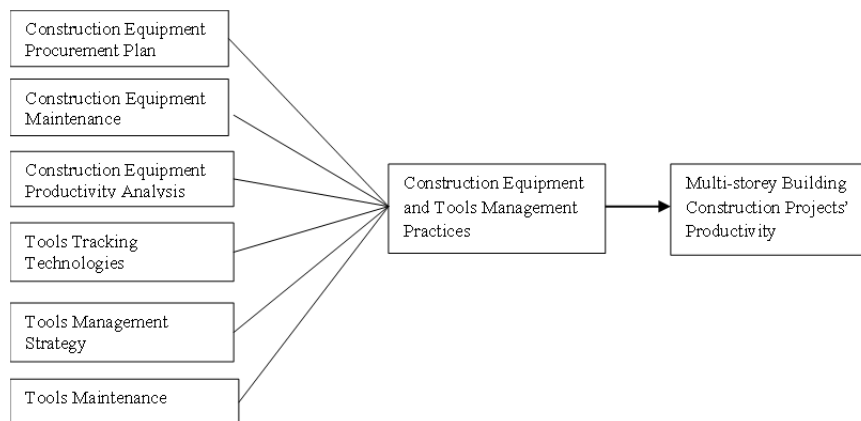 Construction Equipment
Procurement Plan
Construction Equipment
Maintenance
Construction Equipment
Productivity Analysis
Tools Tracking
Technologies
Tools Management
Strategy
Tools Maintenance
Construction Equipment
and Tools Management
Practices
Multi-storey Building
Construction Projects'
Productivity